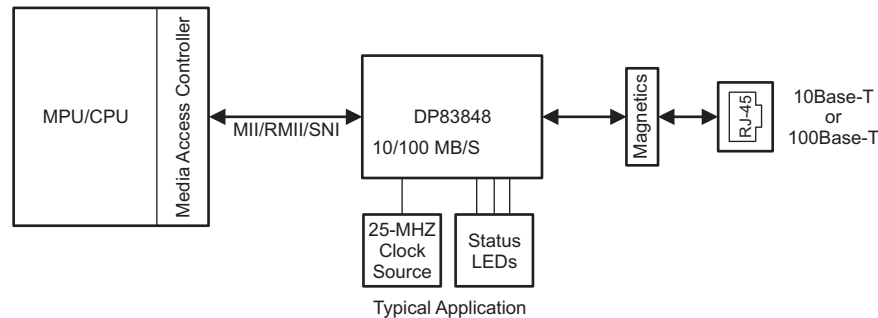 MPU/CPU
Media Access Controller
MII/RMII/SNI
DP83848
10/100 MB/S
Magnetics
RJ-45
10Base-T
or
100Base-T
25-MHZ
Clock
Source
Status
LEDs
Typical Application